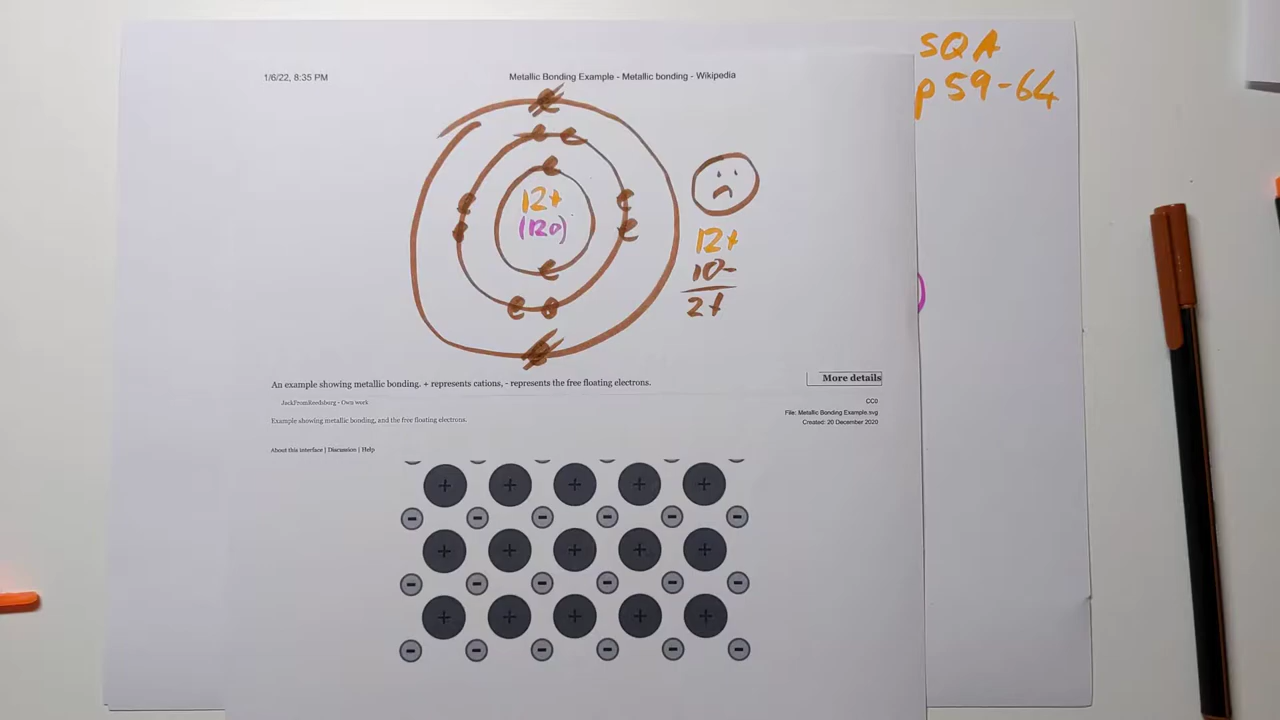 1/6/22, 8:35 PM
Metallic Bonding Example - Metallic bonding - Wikipedia
SQA
p 59-64
12+
(120)
12+
10-
2+
An example showing metallic bonding. + represents cations, - represents the free floating electrons.
More details
JackFromReedsburg - Own work
CC0
File: Metallic Bonding Example.svg
Example showing metallic bonding, and the free floating electrons.
Created: 20 December 2020
About this interface | Discussion | Help
+ + + + +
- - - - - -
+ + + + +
- - - - - -
+ + + + +
- - - - - -